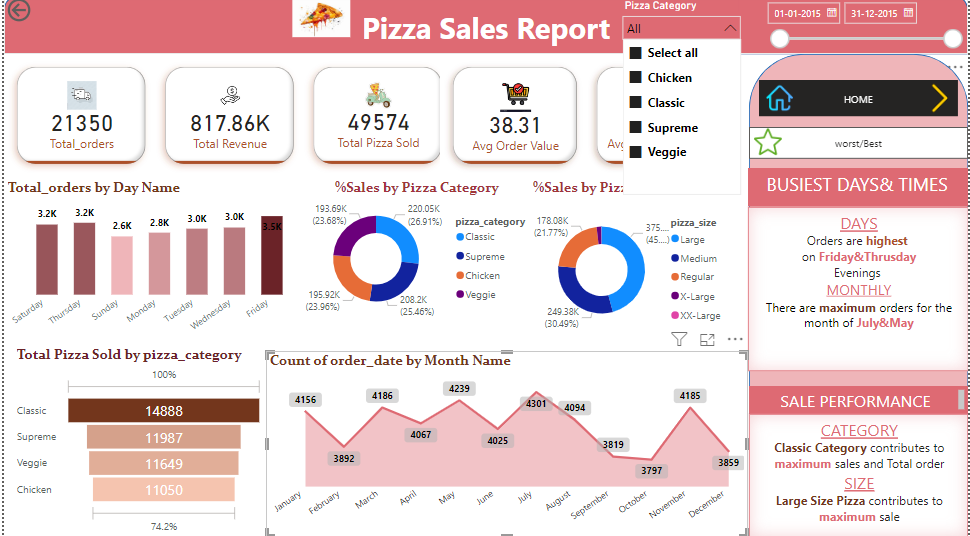 Pizza Sales Report
Pizza Category
All
Select all
Chicken
Classic
Supreme
Veggie
01-01-2015
31-12-2015
21350
Total_orders
817.86K
Total Revenue
49574
Total Pizza Sold
38.31
Avg Order Value
HOME
worst/Best
Total_orders by Day Name
3.2K
3.2K
2.6K
2.8K
3.0K
3.0K
3.5K
Saturday
Thursday
Sunday
Monday
Tuesday
Wednesday
Friday
%Sales by Pizza Category
193.69K
(23.68%)
220.05K
(26.91%)
195.92K
(23.96%)
208.2K
(25.46%)
pizza_category
Classic
Supreme
Chicken
Veggie
%Sales by Pi
178.08K
(21.77%)
375....
(45....)
249.38K
(30.49%)
pizza_size
Large
Medium
Regular
X-Large
XX-Large
BUSIEST DAYS& TIMES
DAYS
Orders are highest
on Friday&Thrusday
Evenings
MONTHLY
There are maximum orders for the
month of July&May
Total Pizza Sold by pizza_category
100%
Classic
14888
Supreme
11987
Veggie
11649
Chicken
11050
74.2%
Count of order_date by Month Name
4156
3892
4186
4067
4239
4025
4301
4094
3819
3797
4185
3859
January
February
March
April
May
June
July
August
September
October
November
December
SALE PERFORMANCE
CATEGORY
Classic Category contributes to
maximum sales and Total order
SIZE
Large Size Pizza contributes to
maximum sale